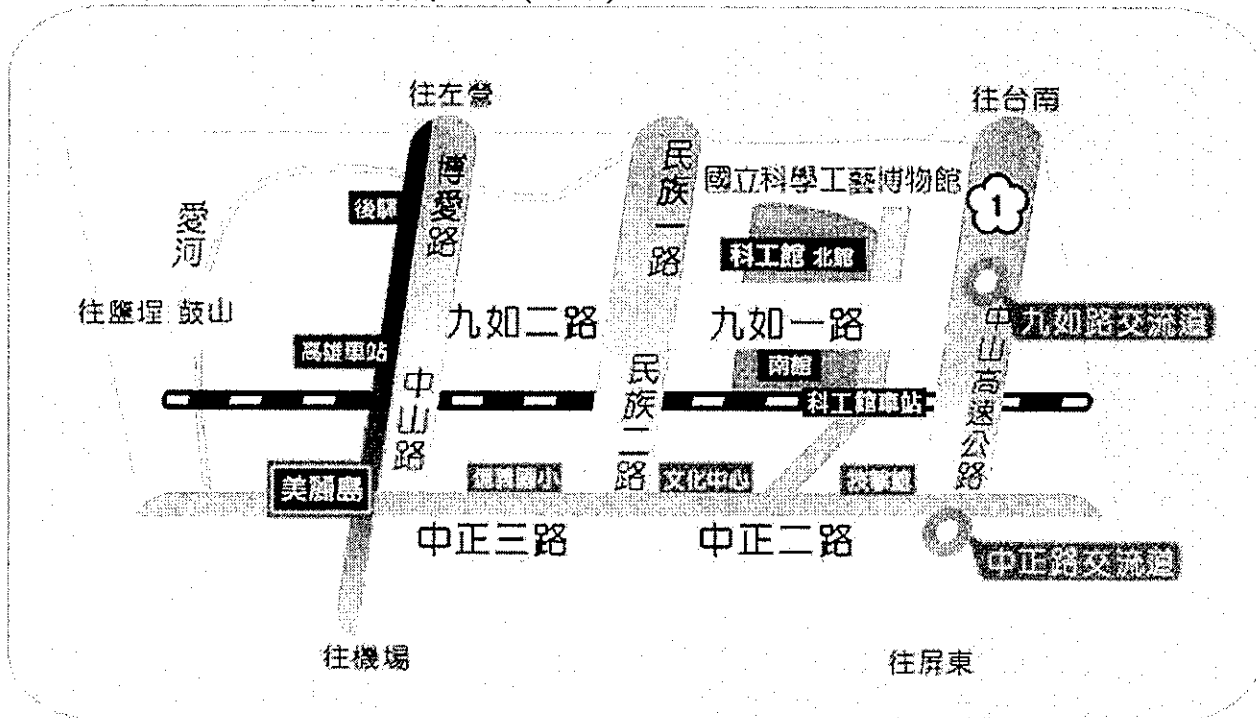 往左營
往台南
博愛路
民族一路
國立科學工藝博物館
1
後驛
愛河
科工館 北館
往鹽埕 鼓山
九如二路
九如一路
九如路交流道
高雄車站
中山路
民族二路
南館
中山高速公路
科工館車站
美麗島
文化中心
中正三路
中正二路
中正路交流道
往機場
往屏東